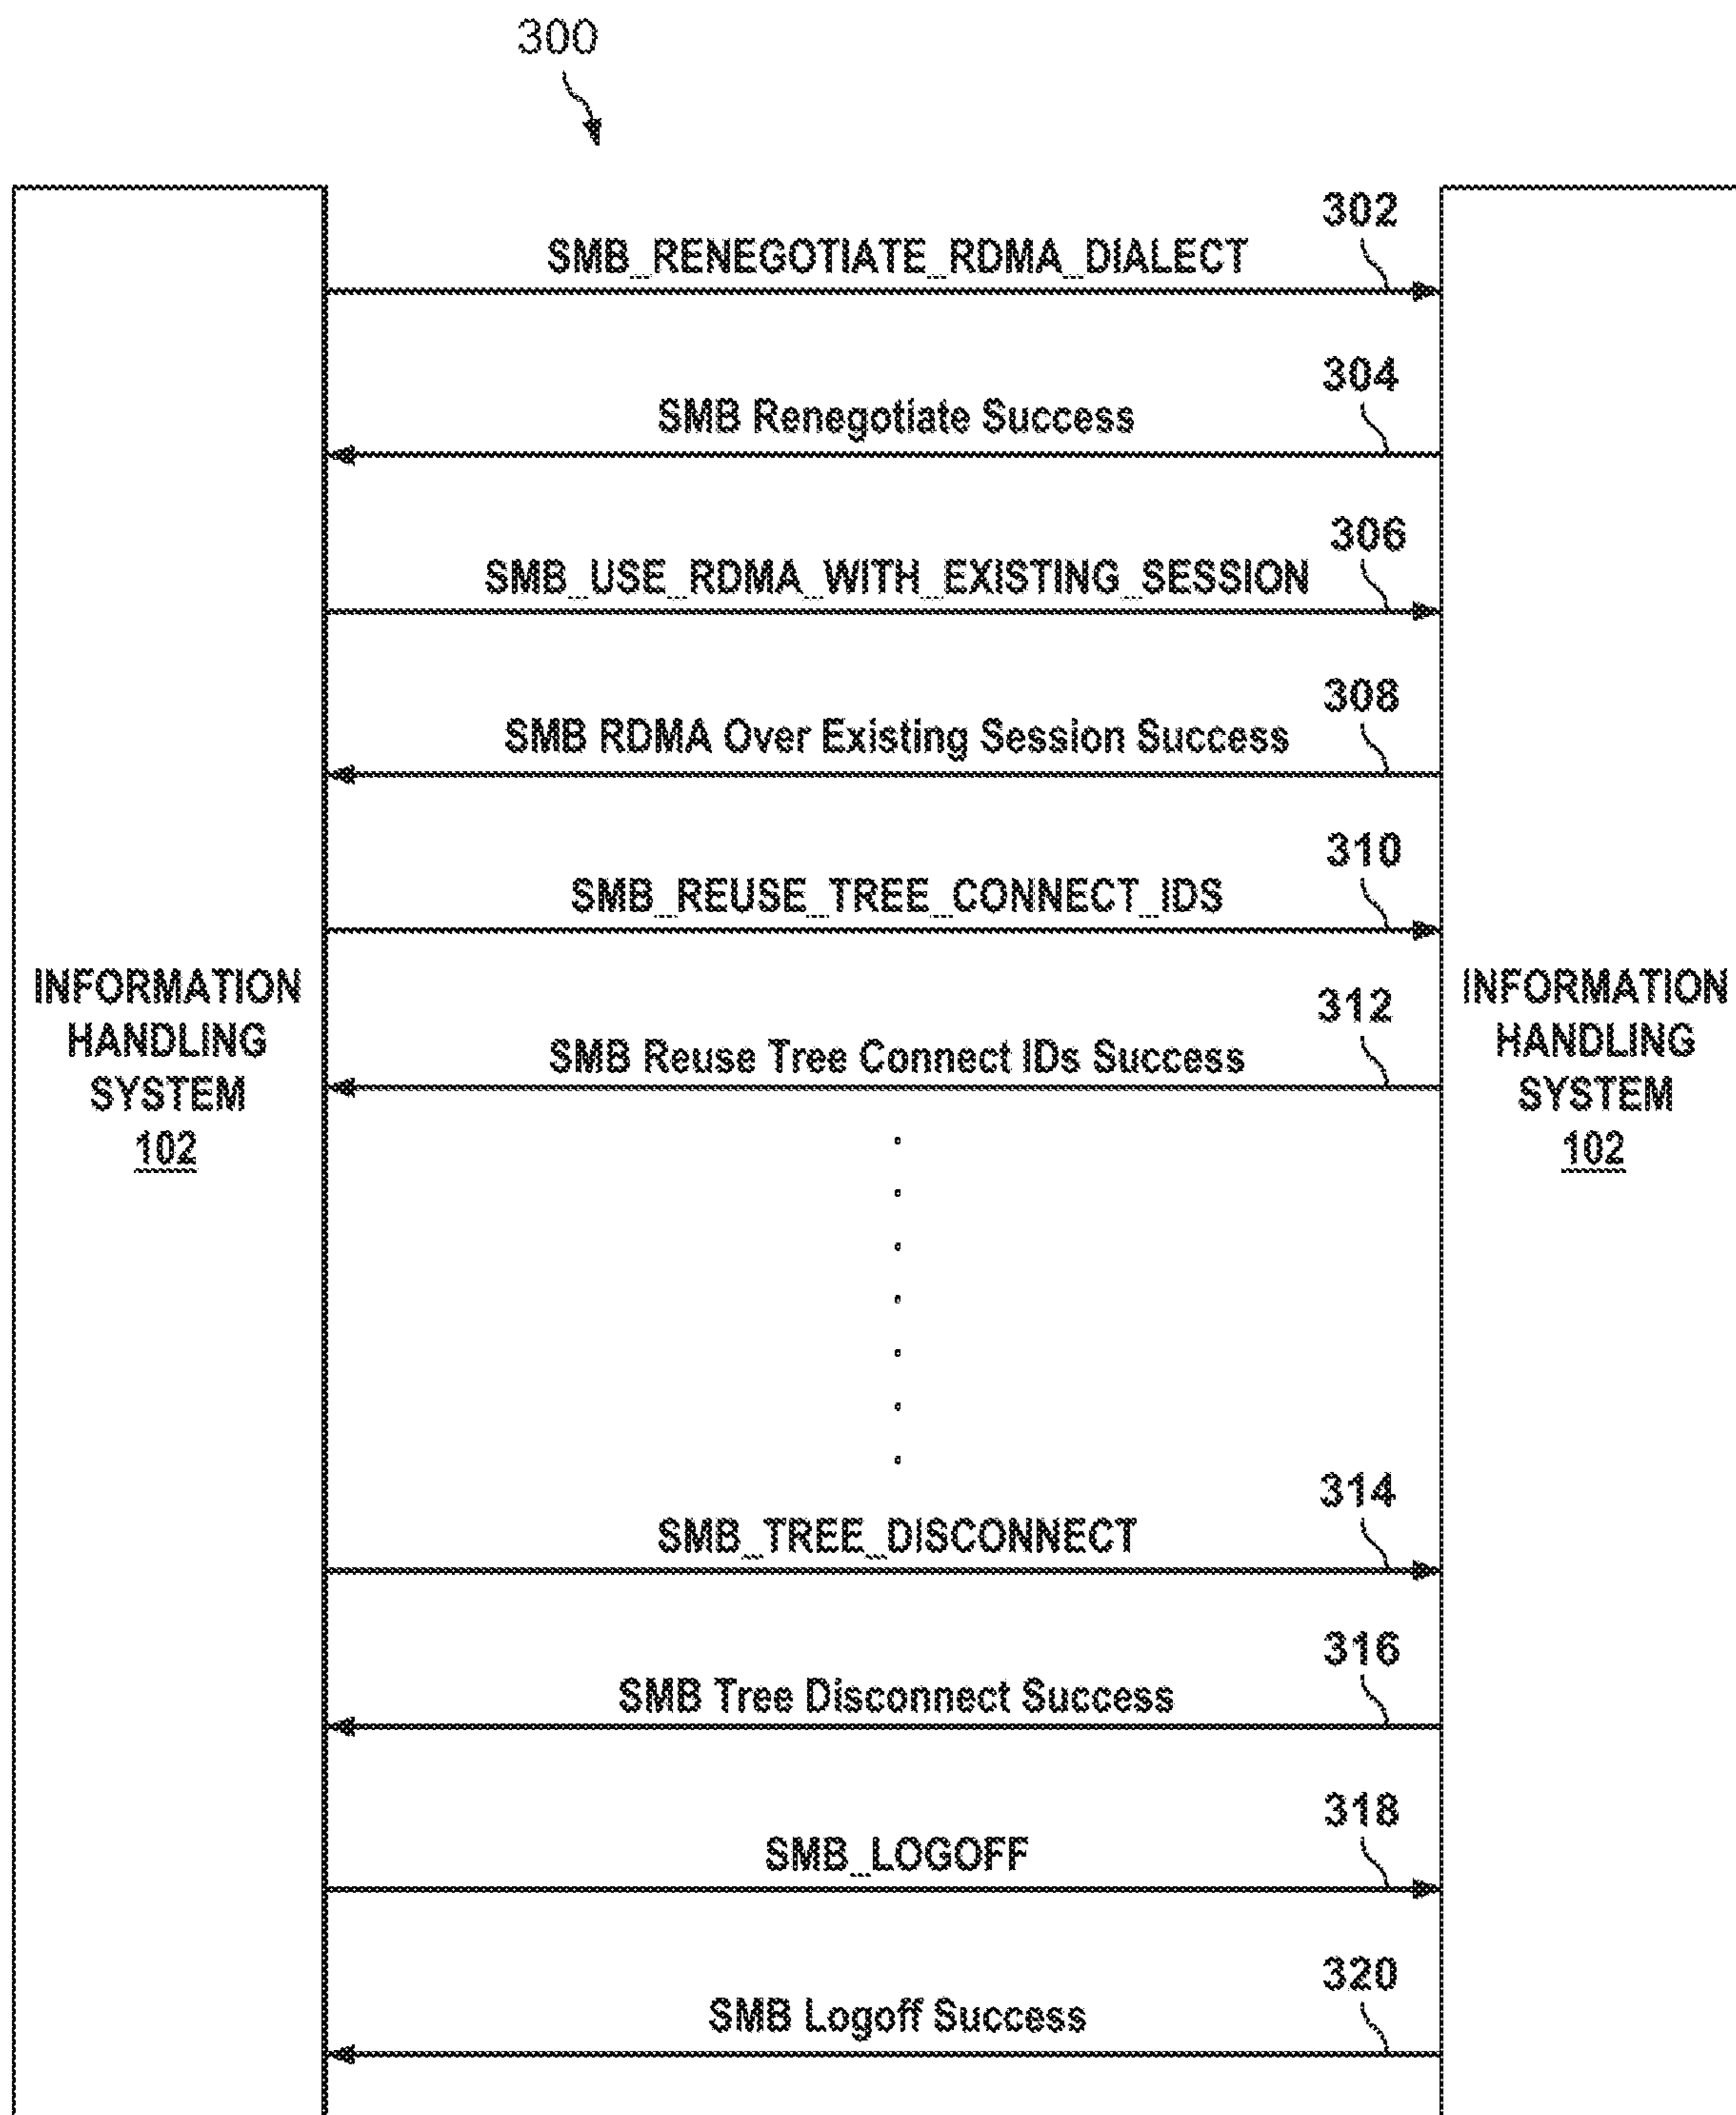 300
302
SMB_RENEGOTIATE_RDMA_DIALECT
304
SMB Renegotiate Success
306
SMB_USE_RDMA_WITH_EXISTING_SESSION
308
SMB RDMA Over Existing Session Success
310
SMB_REUSE_TREE_CONNECT_IDS
INFORMATION
HANDLING
SYSTEM
102
312
SMB Reuse Tree Connect IDs Success
INFORMATION
HANDLING
SYSTEM
102
314
SMB_TREE_DISCONNECT
316
SMB Tree Disconnect Success
318
SMB_LOGOFF
320
SMB Logoff Success